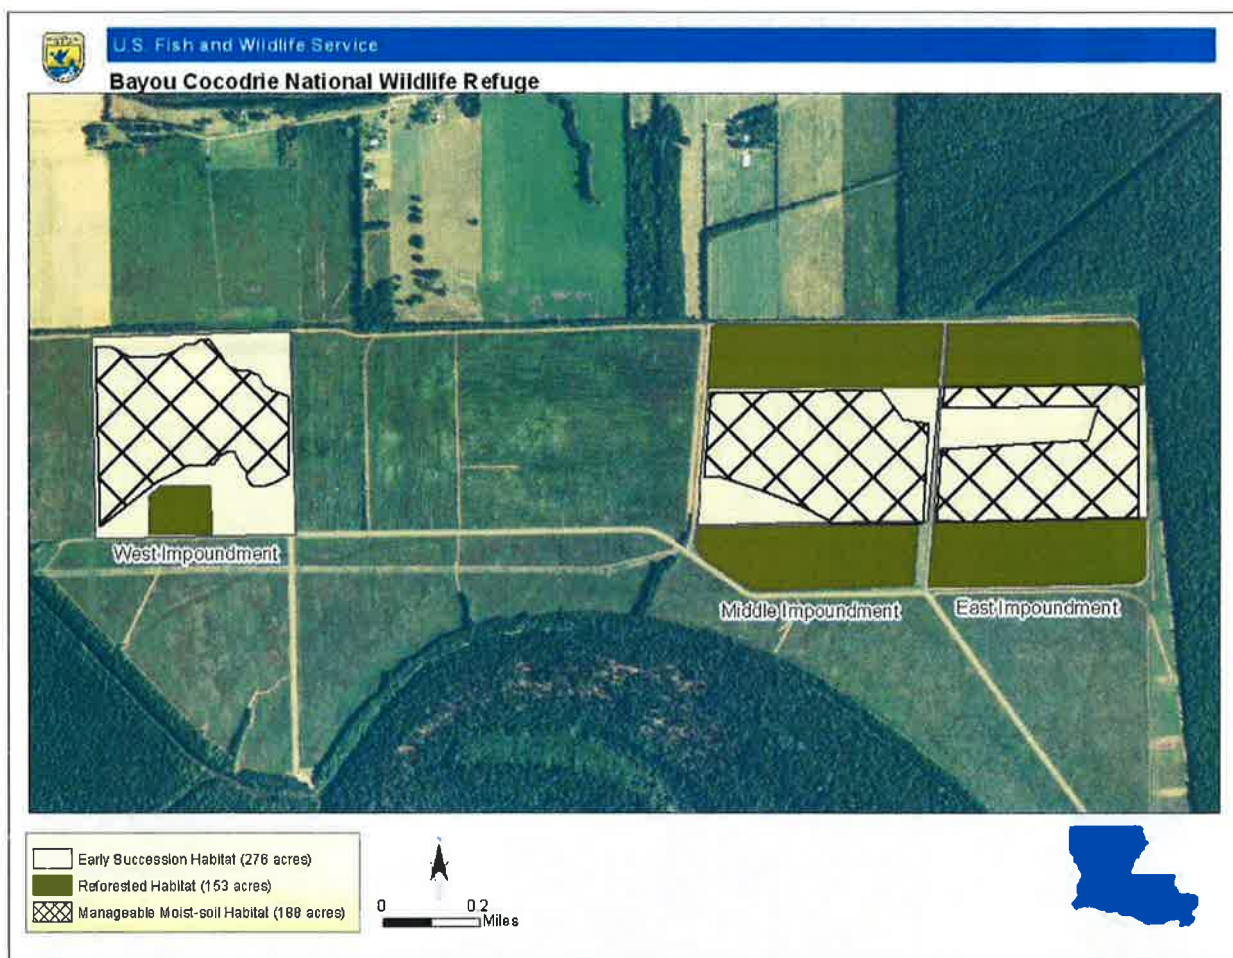 U.S. Fish and Wildlife Service
Bayou Cocodrie National Wildlife Refuge
West Impoundment
Middle Impoundment
East Impoundment
Early Succession Habitat (276 acres)
Reforested Habitat (153 acres)
Manageable Moist-soil Habitat (188 acres)
0 0.2
Miles